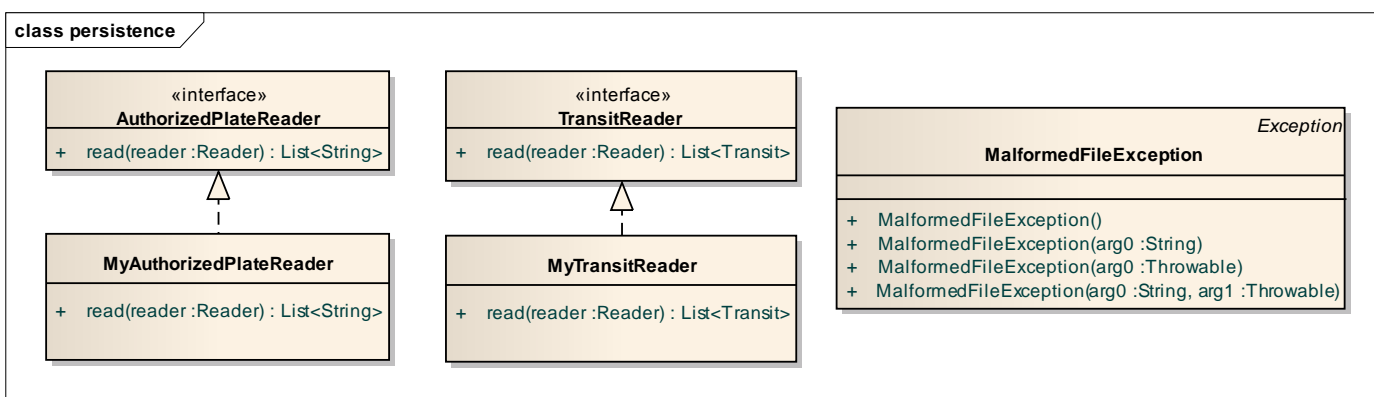 class persistence
«interface»
AuthorizedPlateReader
+ read(reader :Reader) : List<String>
MyAuthorizedPlateReader
+ read(reader :Reader) : List<String>
«interface»
TransitReader
+ read(reader :Reader) : List<Transit>
MyTransitReader
+ read(reader :Reader) : List<Transit>
Exception
MalformedFileException
+ MalformedFileException()
+ MalformedFileException(arg0 :String)
+ MalformedFileException(arg0 :Throwable)
+ MalformedFileException(arg0 :String, arg1 :Throwable)